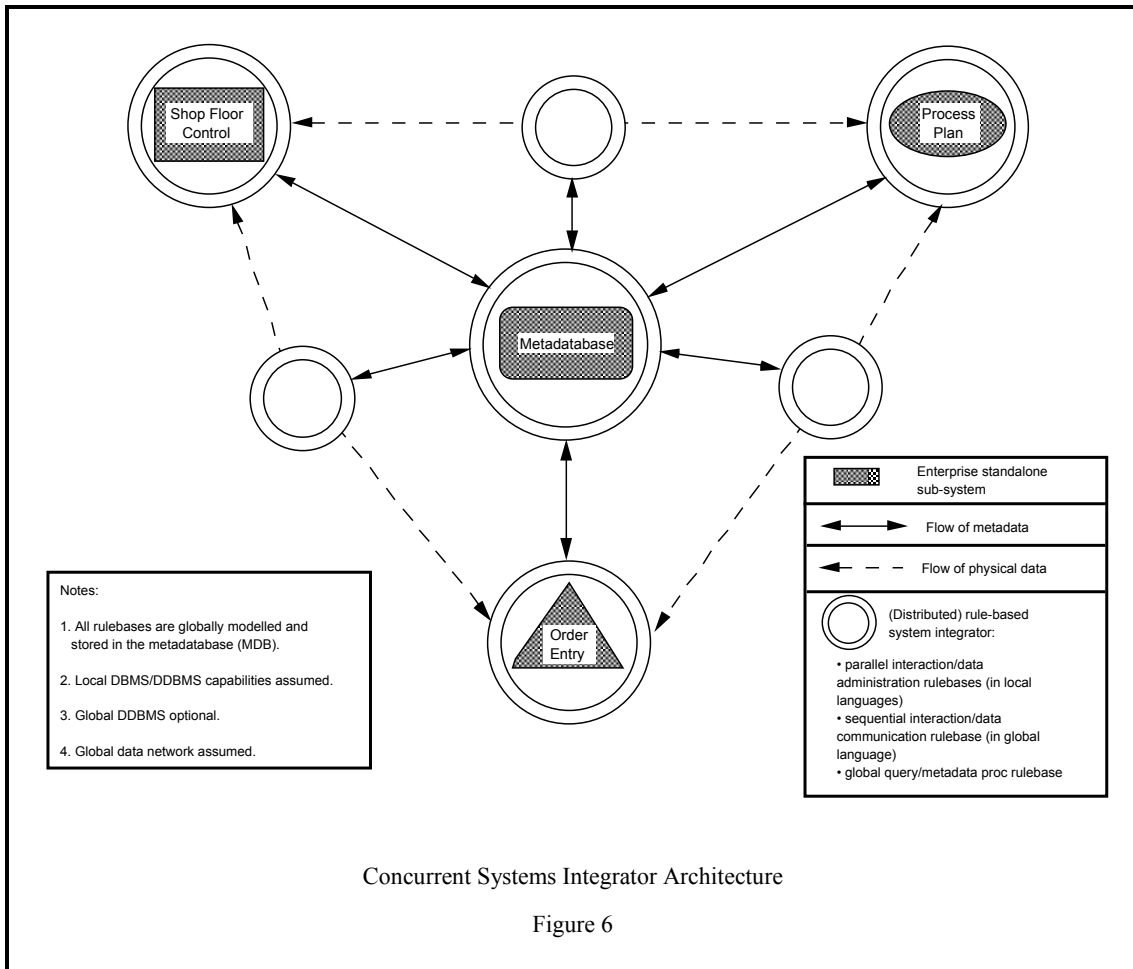 Shop Floor
Control
Process
Plan
Metadatabase
Order
Entry
Enterprise standalone
sub-system
Flow of metadata
Flow of physical data
(Distributed) rule-based
system integrator:
• parallel interaction/data
administration rulebases (in local
languages)
• sequential interaction/data
communication rulebase (in global
language)
• global query/metadata proc rulebase
Notes:
1. All rulebases are globally modelled and
stored in the metadatabase (MDB).
2. Local DBMS/DDBMS capabilities assumed.
3. Global DDBMS optional.
4. Global data network assumed.
Concurrent Systems Integrator Architecture
Figure 6